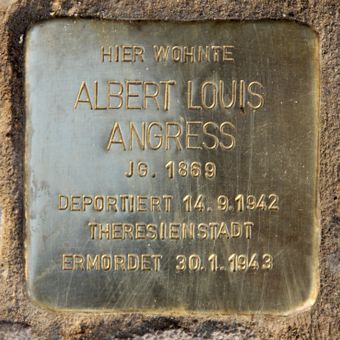 HIER WOHNTE
ALBERT LOUIS
ANGRESS
JG. 1869
DEPORTIERT 14.9.1942
THERESIENSTADT
ERMORDET 30.1.1943